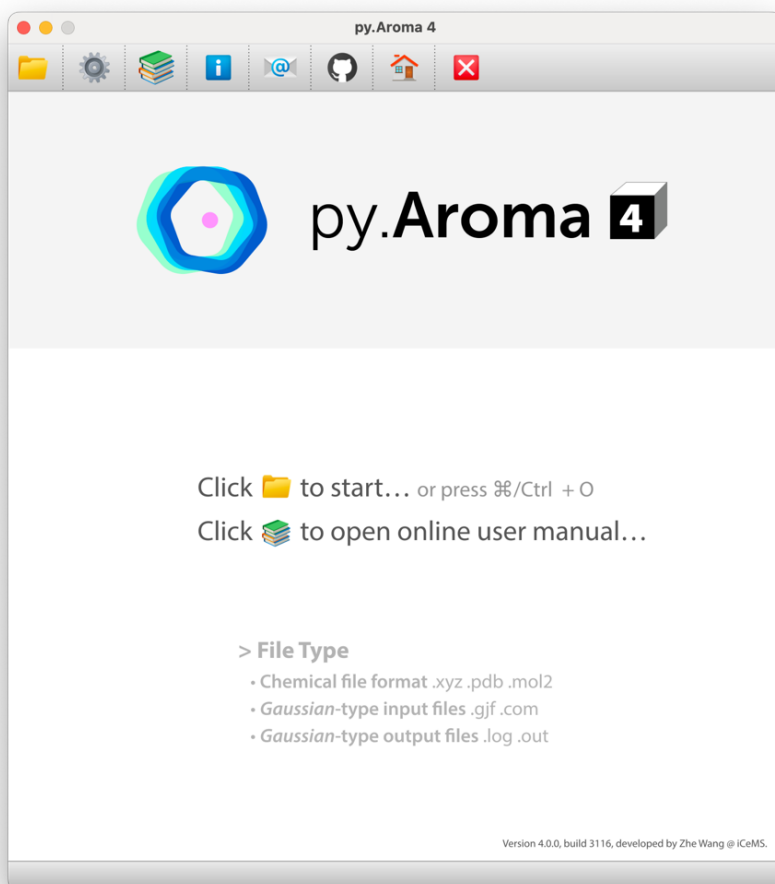 py.Aroma 4
py.Aroma 4
Click to start... or press ⌘/Ctrl + O
Click to open online user manual...
> File Type
• Chemical file format .xyz .pdb .mol2
• Gaussian-type input files .gjf .com
• Gaussian-type output files .log .out
Version 4.0.0, build 3116, developed by Zhe Wang @ iCeMS.